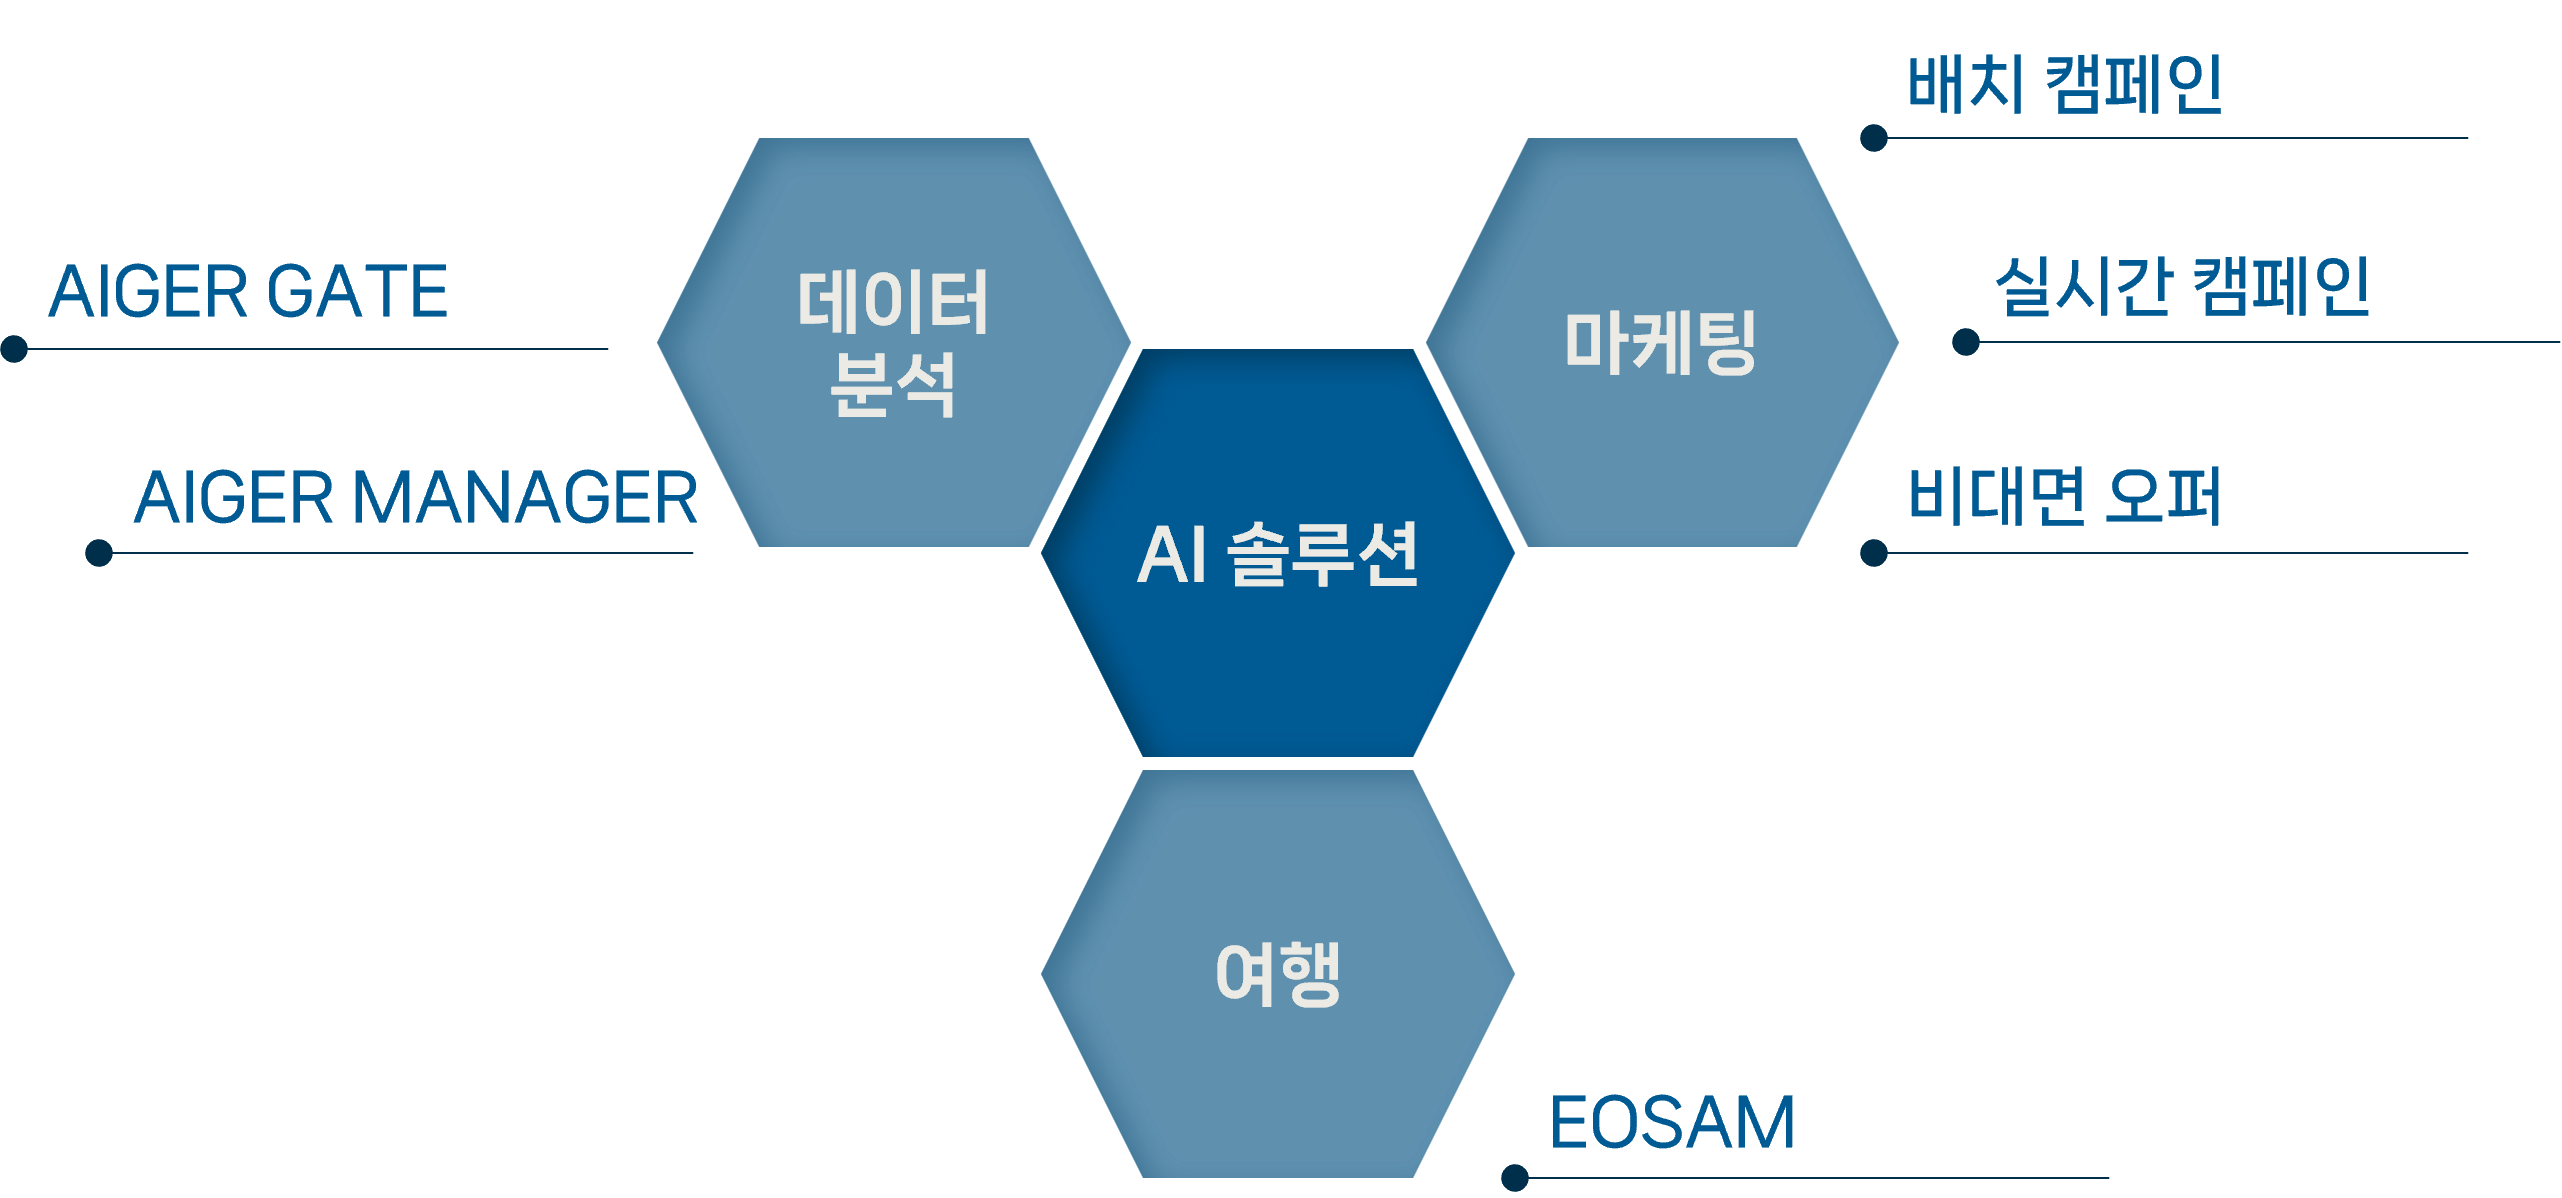 배치 캠페인
AIGER GATE
데이터
분석
마케팅
실시간 캠페인
AIGER MANAGER
AI 솔루션
비대면 오퍼
여행
EOSAM